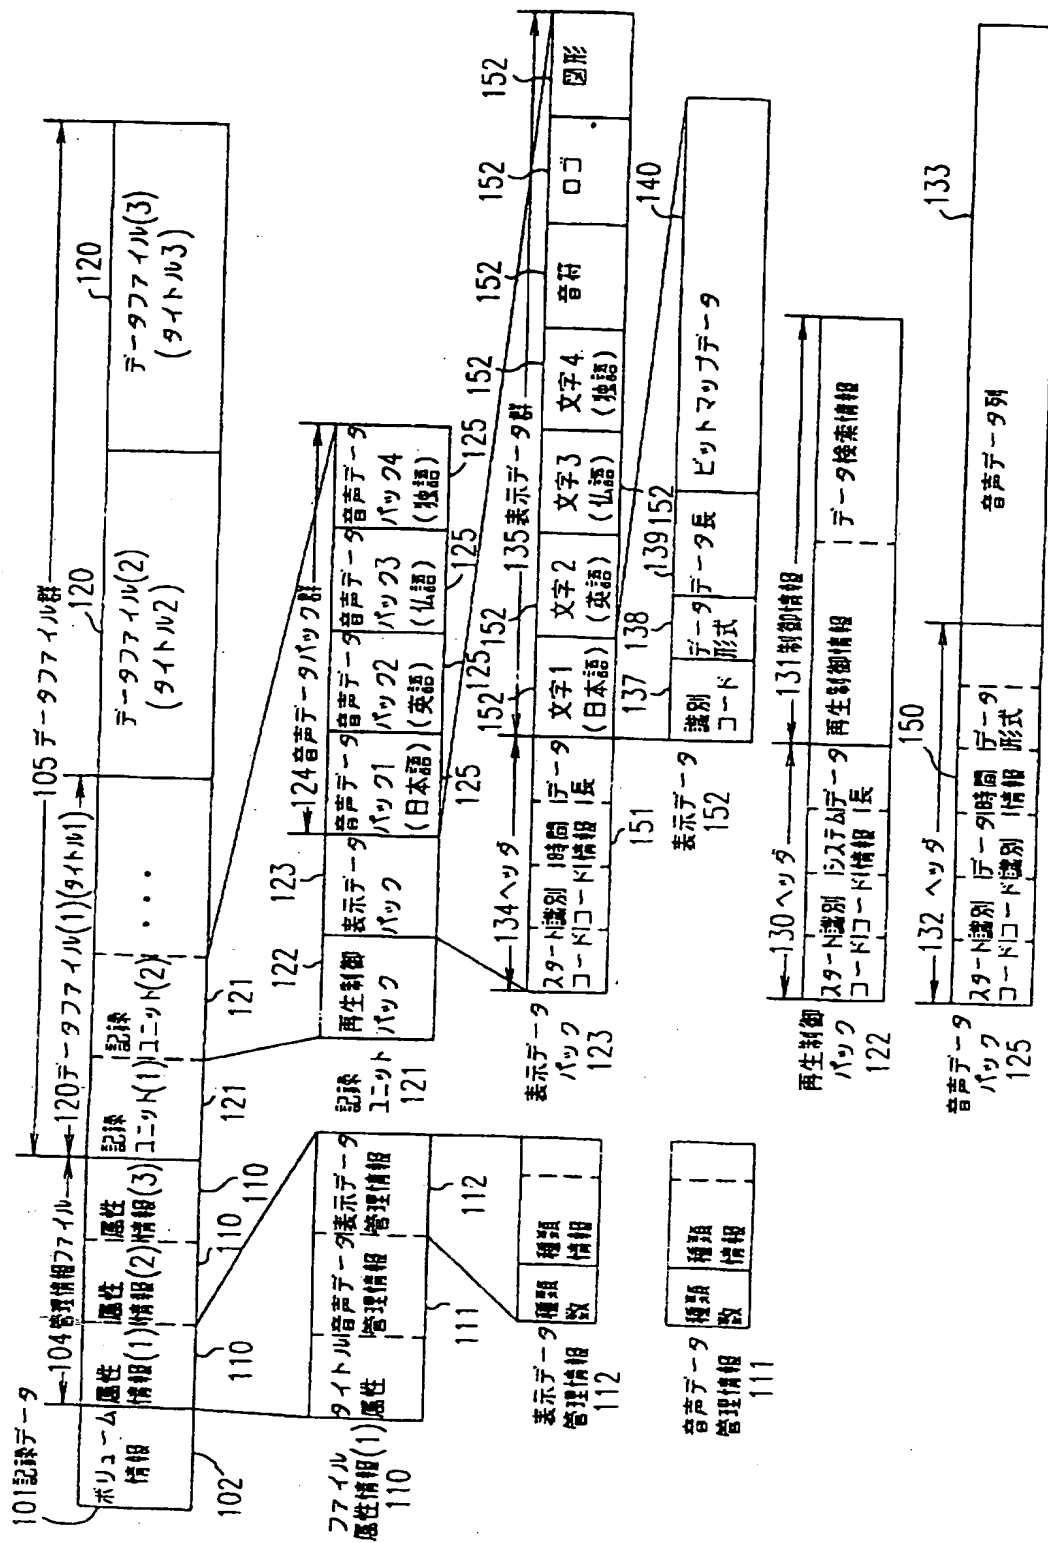 101記録データ
ボリューム
情報
102
104管理情報ファイル
属性
情報(1)
110
属性
情報(2)
110
属性
情報(3)
110
105データファイル群
120データファイル(1)(タイトル1)
記録
ユニット(1)
121
記録
ユニット(2)
121
・・・
データファイル(2)
(タイトル2)
120
データファイル(3)
(タイトル3)
120
ファイル
属性情報(1)
110
タイトル
属性
音声データ
管理情報
111
表示データ
管理情報
112
記録
ユニット
121
再生制御
パック
122
表示データ
パック
123
124音声データパック群
音声データ
パック1
(日本語)
125
音声データ
パック2
(英語)
125
音声データ
パック3
(仏語)
125
音声データ
パック4
(独語)
125
表示データ
管理情報
112
種類
数
種類
情報
表示データ
パック
123
134ヘッダ
スタート
コード
識別
コード
時間
情報
データ
長
151
135表示データ群
文字1
(日本語)
152
文字2
(英語)
152
文字3
(仏語)
152
文字4
(独語)
152
音符
152
ロゴ
152
図形
152
音声データ
管理情報
111
種類
数
種類
情報
表示データ
152
137
識別
コード
138
データ
形式
139
データ長
140
ビットマップデータ
再生制御
パック
122
130ヘッダ
スタート
コード
識別
コード
システム
情報
データ
長
131制御情報
再生制御情報
データ検索情報
音声データ
パック
125
132ヘッダ
スタート
コード
識別
コード
データ
識別
時間
情報
150
データ
形式
133
音声データ列